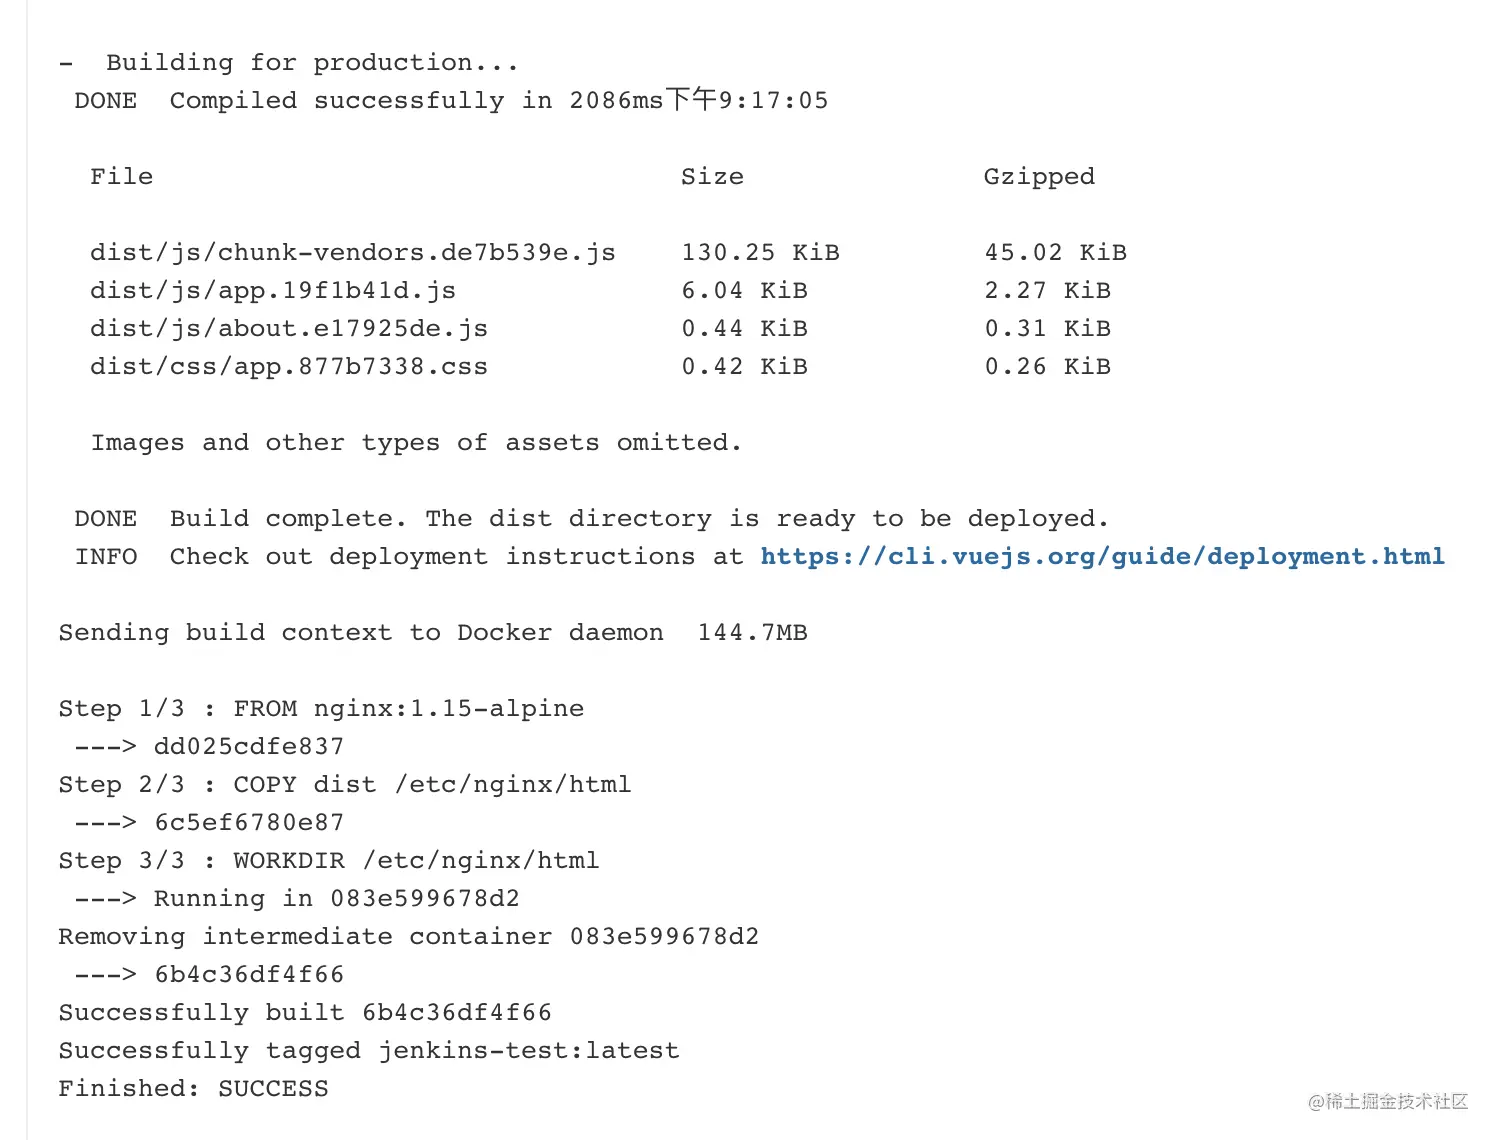 -  Building for production...
DONE  Compiled successfully in 2086ms下午9:17:05
File  Size  Gzipped
dist/js/chunk-vendors.de7b539e.js  130.25 KiB  45.02 KiB
dist/js/app.19f1b41d.js  6.04 KiB  2.27 KiB
dist/js/about.e17925de.js  0.44 KiB  0.31 KiB
dist/css/app.877b7338.css  0.42 KiB  0.26 KiB
Images and other types of assets omitted.
DONE  Build complete. The dist directory is ready to be deployed.
INFO  Check out deployment instructions at https://cli.vuejs.org/guide/deployment.html
Sending build context to Docker daemon  144.7MB
Step 1/3 : FROM nginx:1.15-alpine
---> dd025cdfe837
Step 2/3 : COPY dist /etc/nginx/html
---> 6c5ef6780e87
Step 3/3 : WORKDIR /etc/nginx/html
---> Running in 083e599678d2
Removing intermediate container 083e599678d2
---> 6b4c36df4f66
Successfully built 6b4c36df4f66
Successfully tagged jenkins-test:latest
Finished: SUCCESS
@稀土掘金技术社区